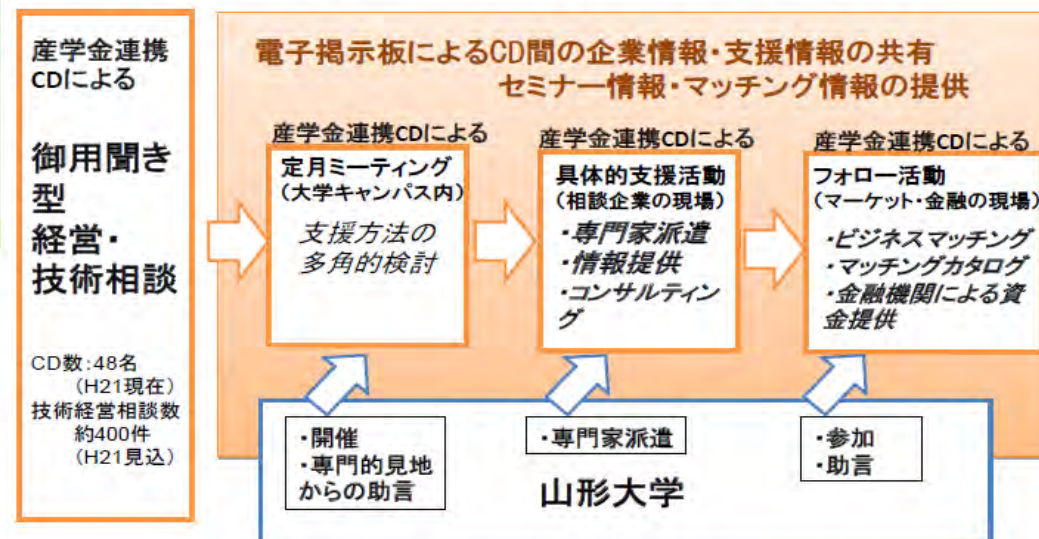 産学金連携
CDによる
御用聞き
型
経営・
技術相談
CD数：48名
（H21現在）
技術経営相談数
約400件
（H21見込）
電子掲示板によるCD間の企業情報・支援情報の共有
セミナー情報・マッチング情報の提供
産学金連携CDによる
定月ミーティング
（大学キャンパス内）
支援方法の
多角的検討
産学金連携CDによる
具体的支援活動
（相談企業の現場）
・専門家派遣
・情報提供
・コンサルティン
グ
産学金連携CDによる
フォロー活動
（マーケット・金融の現場）
・ビジネスマッチング
・マッチングカタログ
・金融機関による資
金提供
・開催
・専門的見地
からの助言
・専門家派遣
・参加
・助言
山形大学